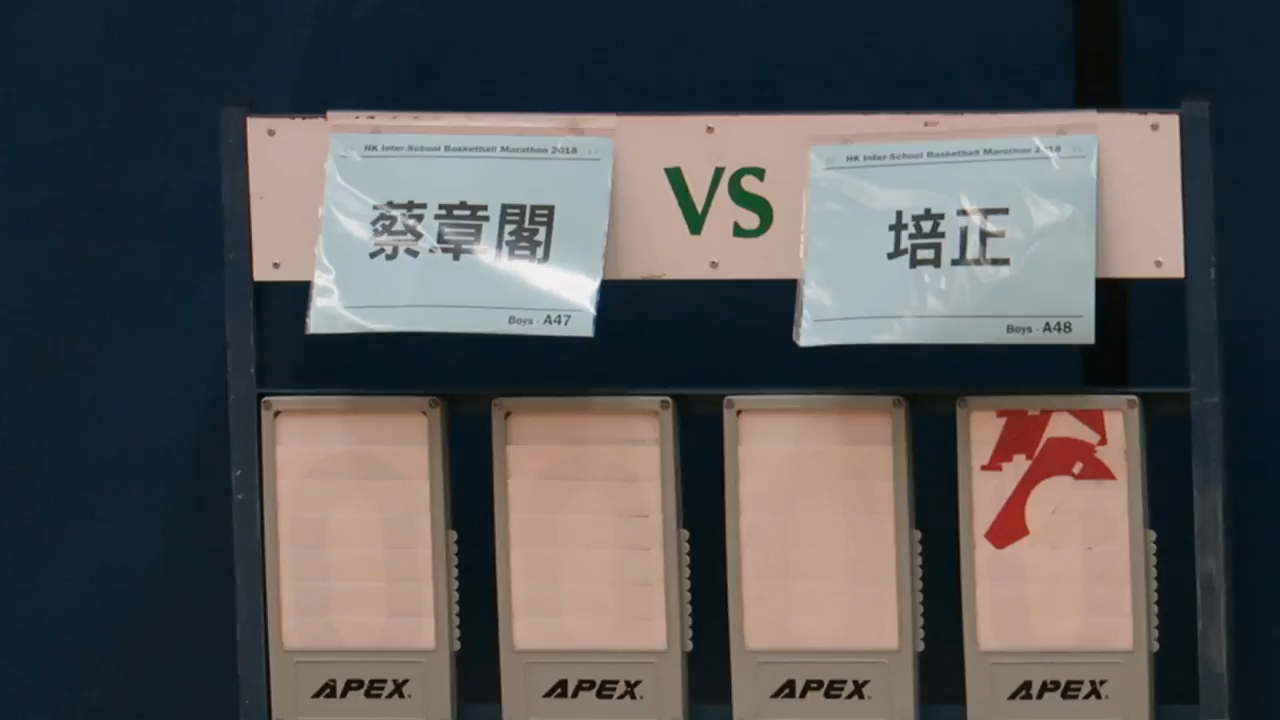 HK Inter-School Basketball Marathon 2018
蔡章閣
Boys - A47
VS
HK Inter-School Basketball Marathon 2018
培正
Boys - A48
APEX
APEX
APEX
APEX